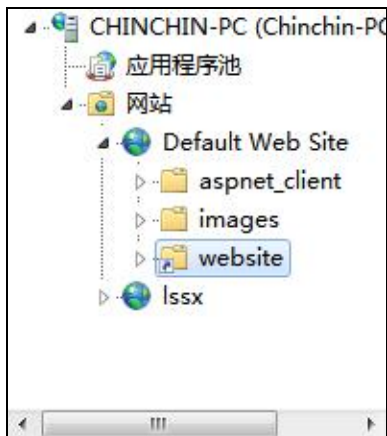 CHINCHIN-PC (Chinchin-PC
应用程序池
网站
Default Web Site
aspnet_client
images
website
lssx